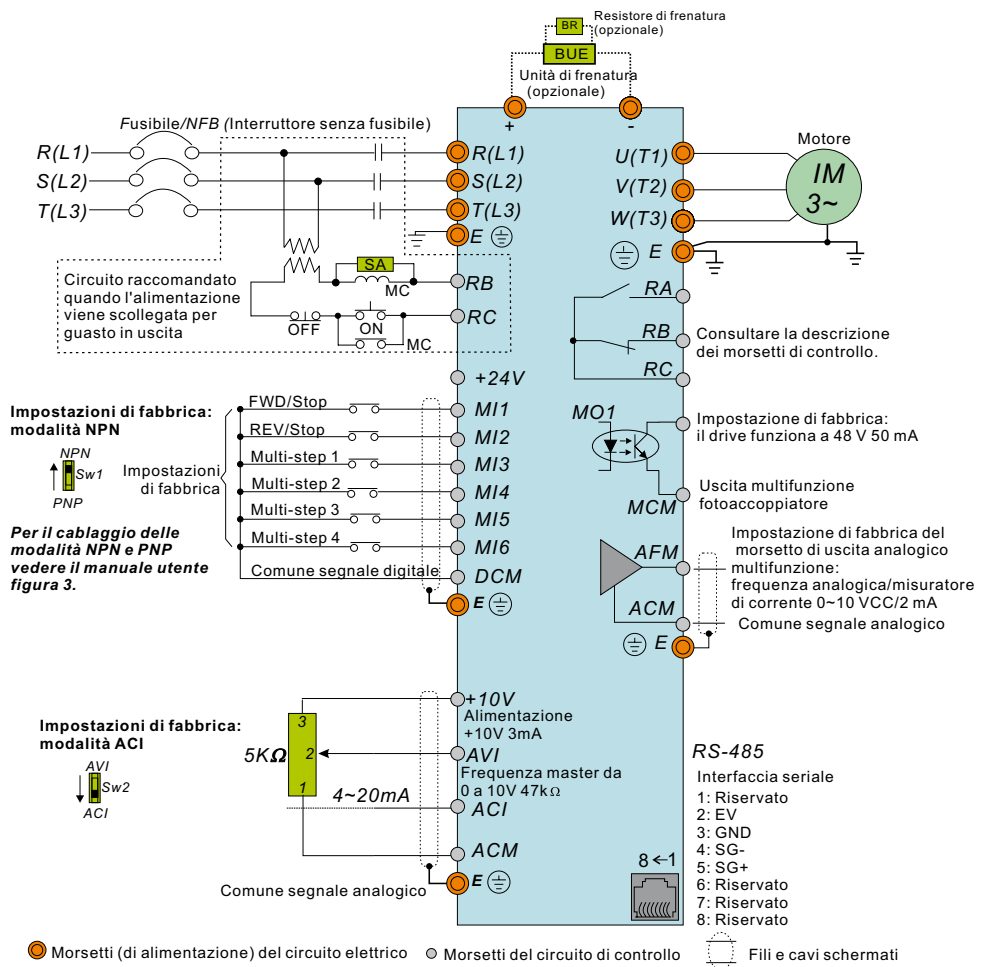 Resistore di frenatura
(opzionale)
BR
BUE
Unità di frenatura
(opzionale)
+
-
Fusibile/NFB (Interruttore senza fusibile)
R(L1)
S(L2)
T(L3)
R(L1)
S(L2)
T(L3)
E
U(T1)
V(T2)
W(T3)
E
Motore
IM
3~
Circuito raccomandato
quando l'alimentazione
viene scollegata per
guasto in uscita
SA
MC
OFF
ON
MC
RB
RC
RA
RB
RC
Consultare la descrizione
dei morsetti di controllo.
+24V
Impostazioni di fabbrica:
modalità NPN
NPN
Sw1
PNP
Per il cablaggio delle
modalità NPN e PNP
vedere il manuale utente
figura 3.
Impostazioni
di fabbrica
FWD/Stop
REV/Stop
Multi-step 1
Multi-step 2
Multi-step 3
Multi-step 4
Comune segnale digitale
MI1
MI2
MI3
MI4
MI5
MI6
DCM
E
MO1
MCM
Impostazione di fabbrica:
il drive funziona a 48 V 50 mA
Uscita multifunzione
fotoaccoppiatore
AFM
ACM
E
Impostazione di fabbrica del
morsetto di uscita analogico
multifunzione:
frequenza analogica/misuratore
di corrente 0~10 VCC/2 mA
Comune segnale analogico
Impostazioni di fabbrica:
modalità ACI
AVI
Sw2
ACI
5KΩ
3
2
1
4~20mA
+10V
Alimentazione
+10V 3mA
AVI
Frequenza master da
0 a 10V 47kΩ
ACI
ACM
E
Comune segnale analogico
8←1
RS-485
Interfaccia seriale
1: Riservato
2: EV
3: GND
4: SG-
5: SG+
6: Riservato
7: Riservato
8: Riservato
Morsetti (di alimentazione) del circuito elettrico
Morsetti del circuito di controllo
Fili e cavi schermati